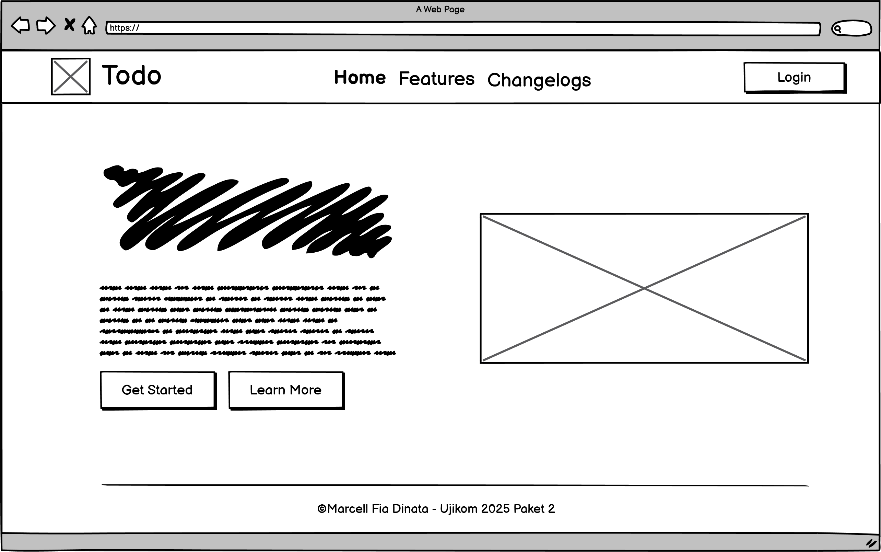 A Web Page
https://
Todo Home Features Changelogs Login
Get Started Learn More
©Marcell Fia Dinata - Ujikom 2025 Paket 2